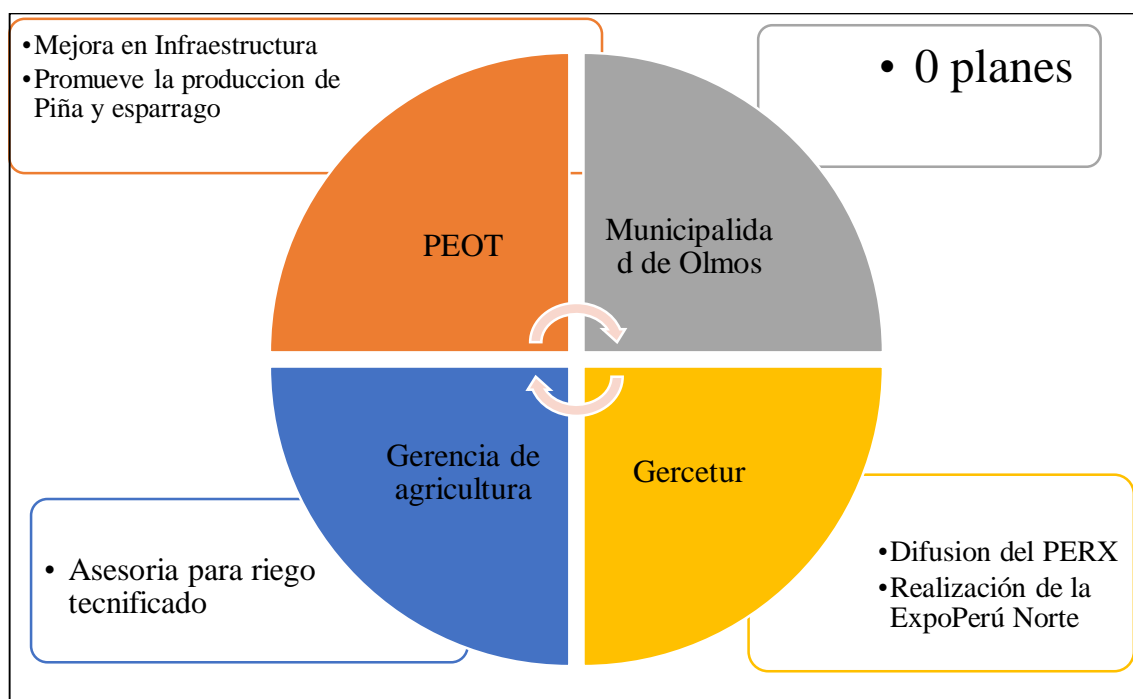 •Mejora en Infraestructura
•Promueve la produccion de
Piña y esparrago
• 0 planes
PEOT
Municipalida
d de Olmos
Gerencia de
agricultura
Gercetur
• Asesoria para riego
tecnificado
•Difusion del PERX
•Realización de la
ExpoPerú Norte